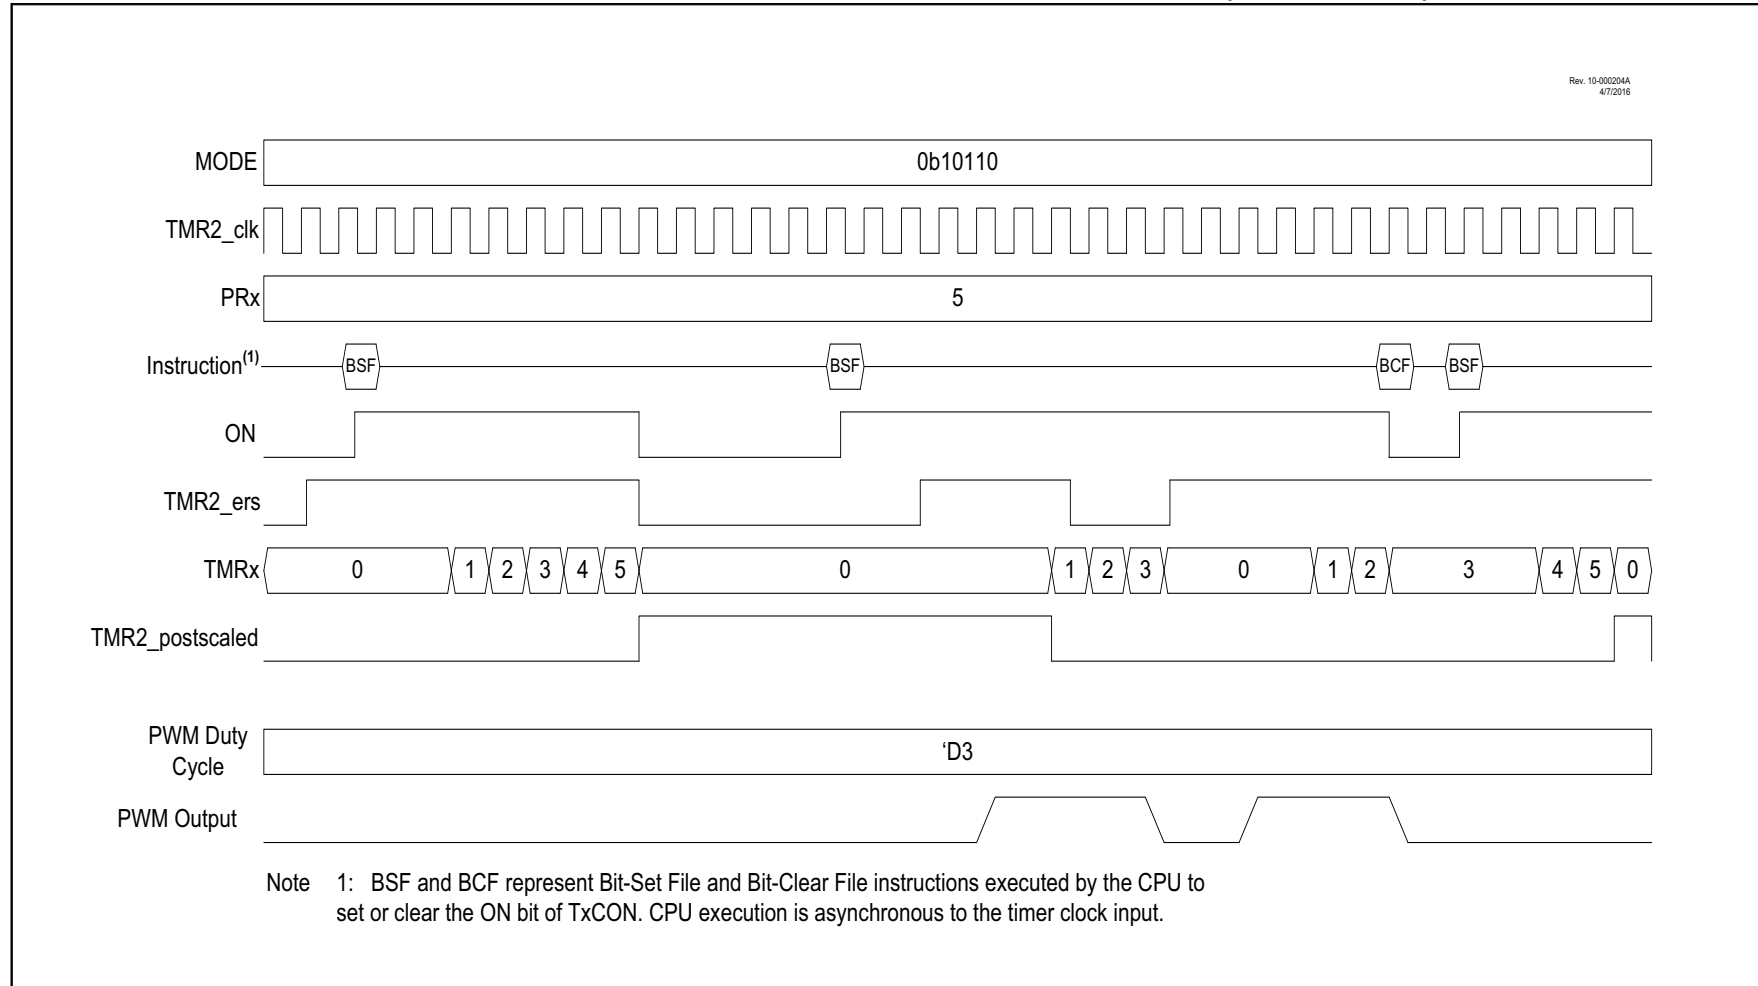 Rev. 10-000204A
4/7/2016
MODE 0b10110
TMR2_clk
PRx 5
Instruction(1) BSF BSF BCF BSF
ON
TMR2_ers
TMRx 0 1 2 3 4 5 0 1 2 3 0 1 2 3 4 5 0
TMR2_postscaled
PWM Duty
Cycle
‘D3
PWM Output
Note 1: BSF and BCF represent Bit-Set File and Bit-Clear File instructions executed by the CPU to
set or clear the ON bit of TxCON. CPU execution is asynchronous to the timer clock input.